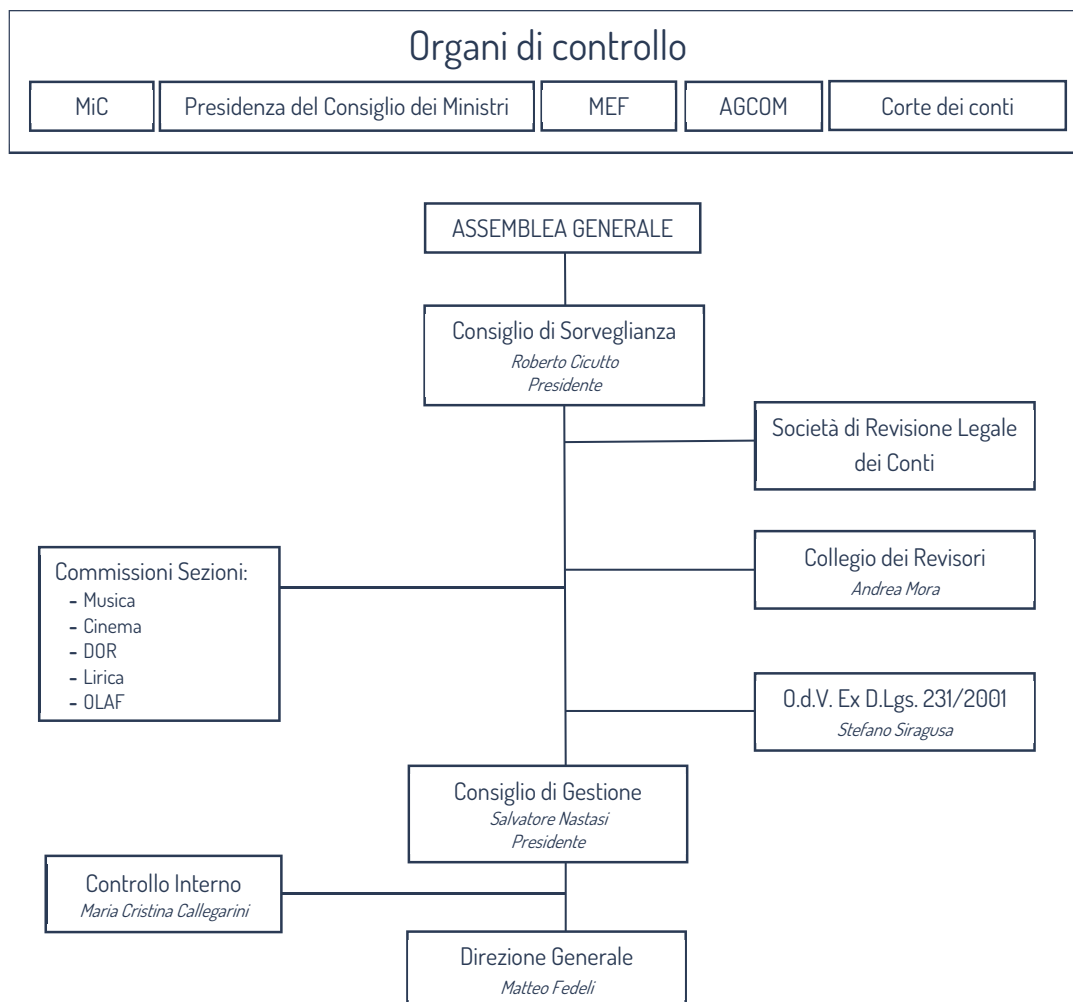 Organi di controllo
MiC
Presidenza del Consiglio dei Ministri
MEF
AGCOM
Corte dei conti
ASSEMBLEA GENERALE
Consiglio di Sorveglianza
Roberto Cicutto
Presidente
Società di Revisione Legale
dei Conti
Collegio dei Revisori
Andrea Mora
Commissioni Sezioni:
- Musica
- Cinema
- DOR
- Lirica
- OLAF
O.d.V. Ex D.Lgs. 231/2001
Stefano Siragusa
Consiglio di Gestione
Salvatore Nastasi
Presidente
Controllo Interno
Maria Cristina Callegarini
Direzione Generale
Matteo Fedeli